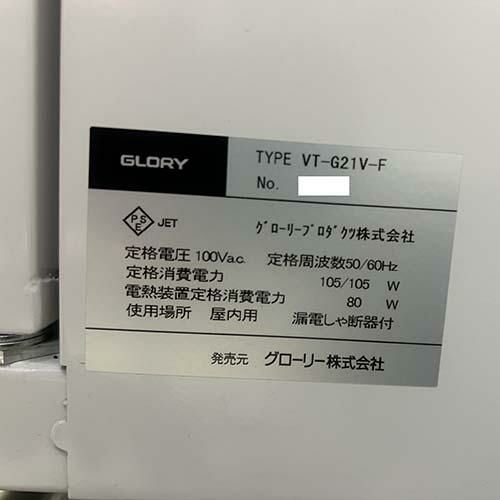 GLORY
TYPE VT-G21V-F
No.
PSE JET
グローリープロダクツ株式会社
定格電圧 100Va.c. 定格周波数50/60Hz
定格消費電力 105/105 W
電熱装置定格消費電力 80 W
使用場所 屋内用 漏電しゃ断器付
発売元 グローリー株式会社